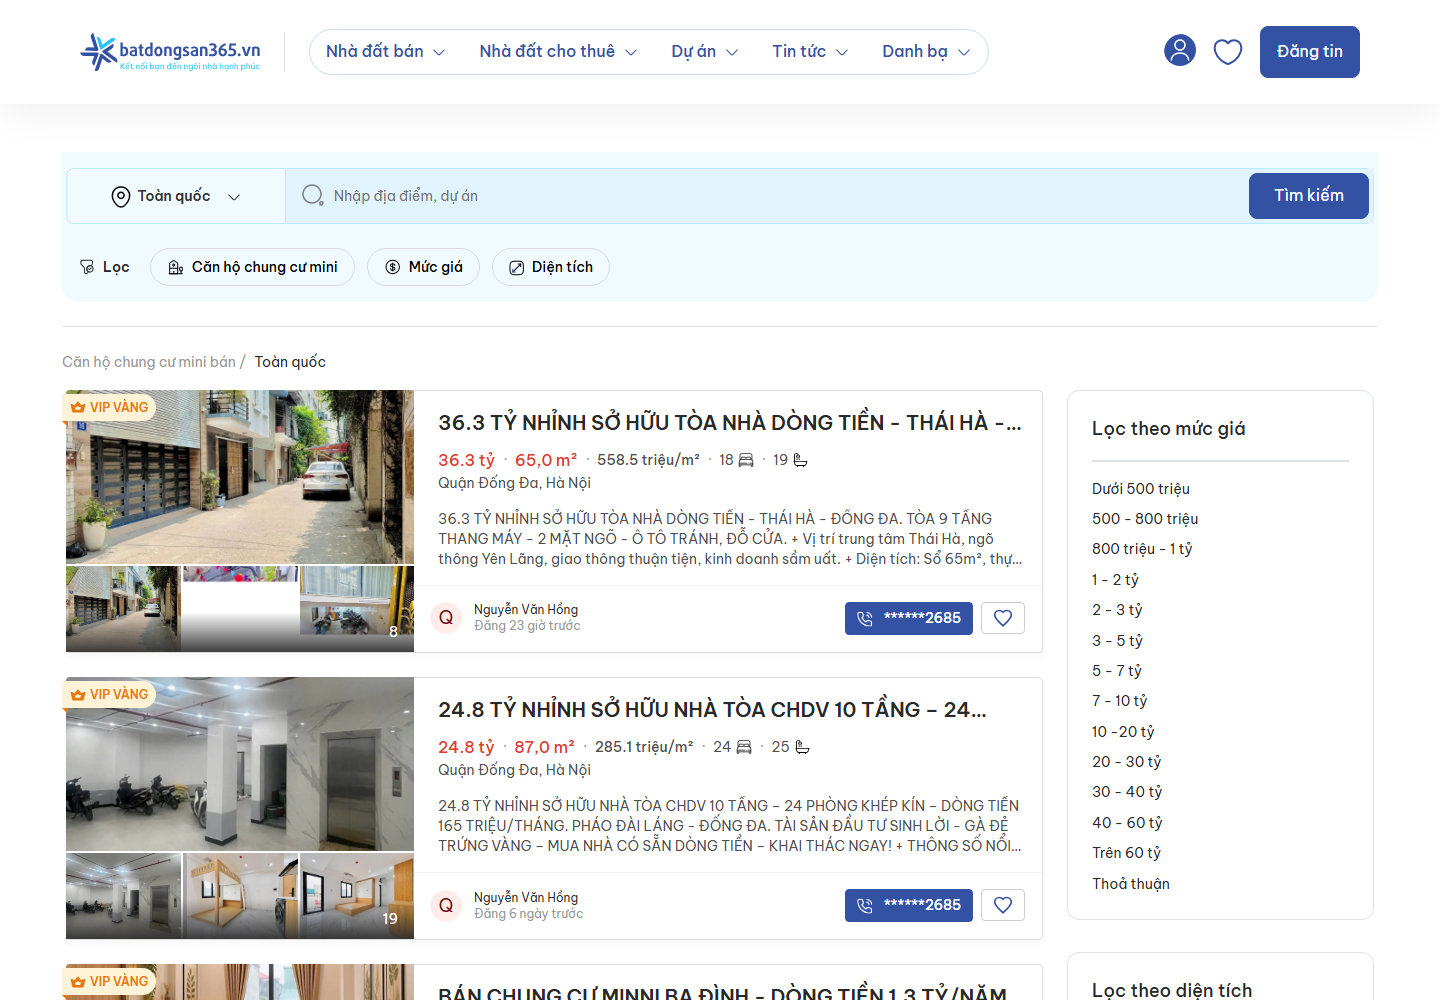 batdongsan365.vn
Kết nối bạn đến ngôi nhà hạnh phúc
Nhà đất bán
Nhà đất cho thuê
Dự án
Tin tức
Danh bạ
Đăng tin
Toàn quốc
Nhập địa điểm, dự án
Tìm kiếm
Lọc
Căn hộ chung cư mini
Mức giá
Diện tích
Căn hộ chung cư mini bán / Toàn quốc
VIP VÀNG
8
36.3 TỶ NHỈNH SỞ HỮU TÒA NHÀ DÒNG TIỀN - THÁI HÀ -...
36.3 tỷ · 65,0 m² · 558.5 triệu/m² · 18 · 19
Quận Đống Đa, Hà Nội
36.3 TỶ NHỈNH SỞ HỮU TÒA NHÀ DÒNG TIỀN - THÁI HÀ - ĐỐNG ĐA. TÒA 9 TẦNG
THANG MÁY - 2 MẶT NGÕ - Ô TÔ TRÁNH, ĐỖ CỬA. + Vị trí trung tâm Thái Hà, ngõ
thông Yên Lãng, giao thông thuận tiện, kinh doanh sầm uất. + Diện tích: Sổ 65m², thự...
Q
Nguyễn Văn Hồng
Đăng 23 giờ trước
******2685
VIP VÀNG
19
24.8 TỶ NHỈNH SỞ HỮU NHÀ TÒA CHDV 10 TẦNG – 24...
24.8 tỷ · 87,0 m² · 285.1 triệu/m² · 24 · 25
Quận Đống Đa, Hà Nội
24.8 TỶ NHỈNH SỞ HỮU NHÀ TÒA CHDV 10 TẦNG – 24 PHÒNG KHÉP KÍN – DÒNG TIỀN
165 TRIỆU/THÁNG. PHÁO ĐÀI LÁNG - ĐỐNG ĐA. TÀI SẢN ĐẦU TƯ SINH LỜI - GÀ ĐẺ
TRỨNG VÀNG – MUA NHÀ CÓ SẴN DÒNG TIỀN – KHAI THÁC NGAY! + THÔNG SỐ NỔI...
Q
Nguyễn Văn Hồng
Đăng 6 ngày trước
******2685
VIP VÀNG
BÁN CHUNG CƯ MINNI BA ĐÌNH - DÒNG TIỀN 1.3 TỶ/NĂM
Lọc theo mức giá
Dưới 500 triệu
500 - 800 triệu
800 triệu - 1 tỷ
1 - 2 tỷ
2 - 3 tỷ
3 - 5 tỷ
5 - 7 tỷ
7 - 10 tỷ
10 -20 tỷ
20 - 30 tỷ
30 - 40 tỷ
40 - 60 tỷ
Trên 60 tỷ
Thoả thuận
Lọc theo diện tích